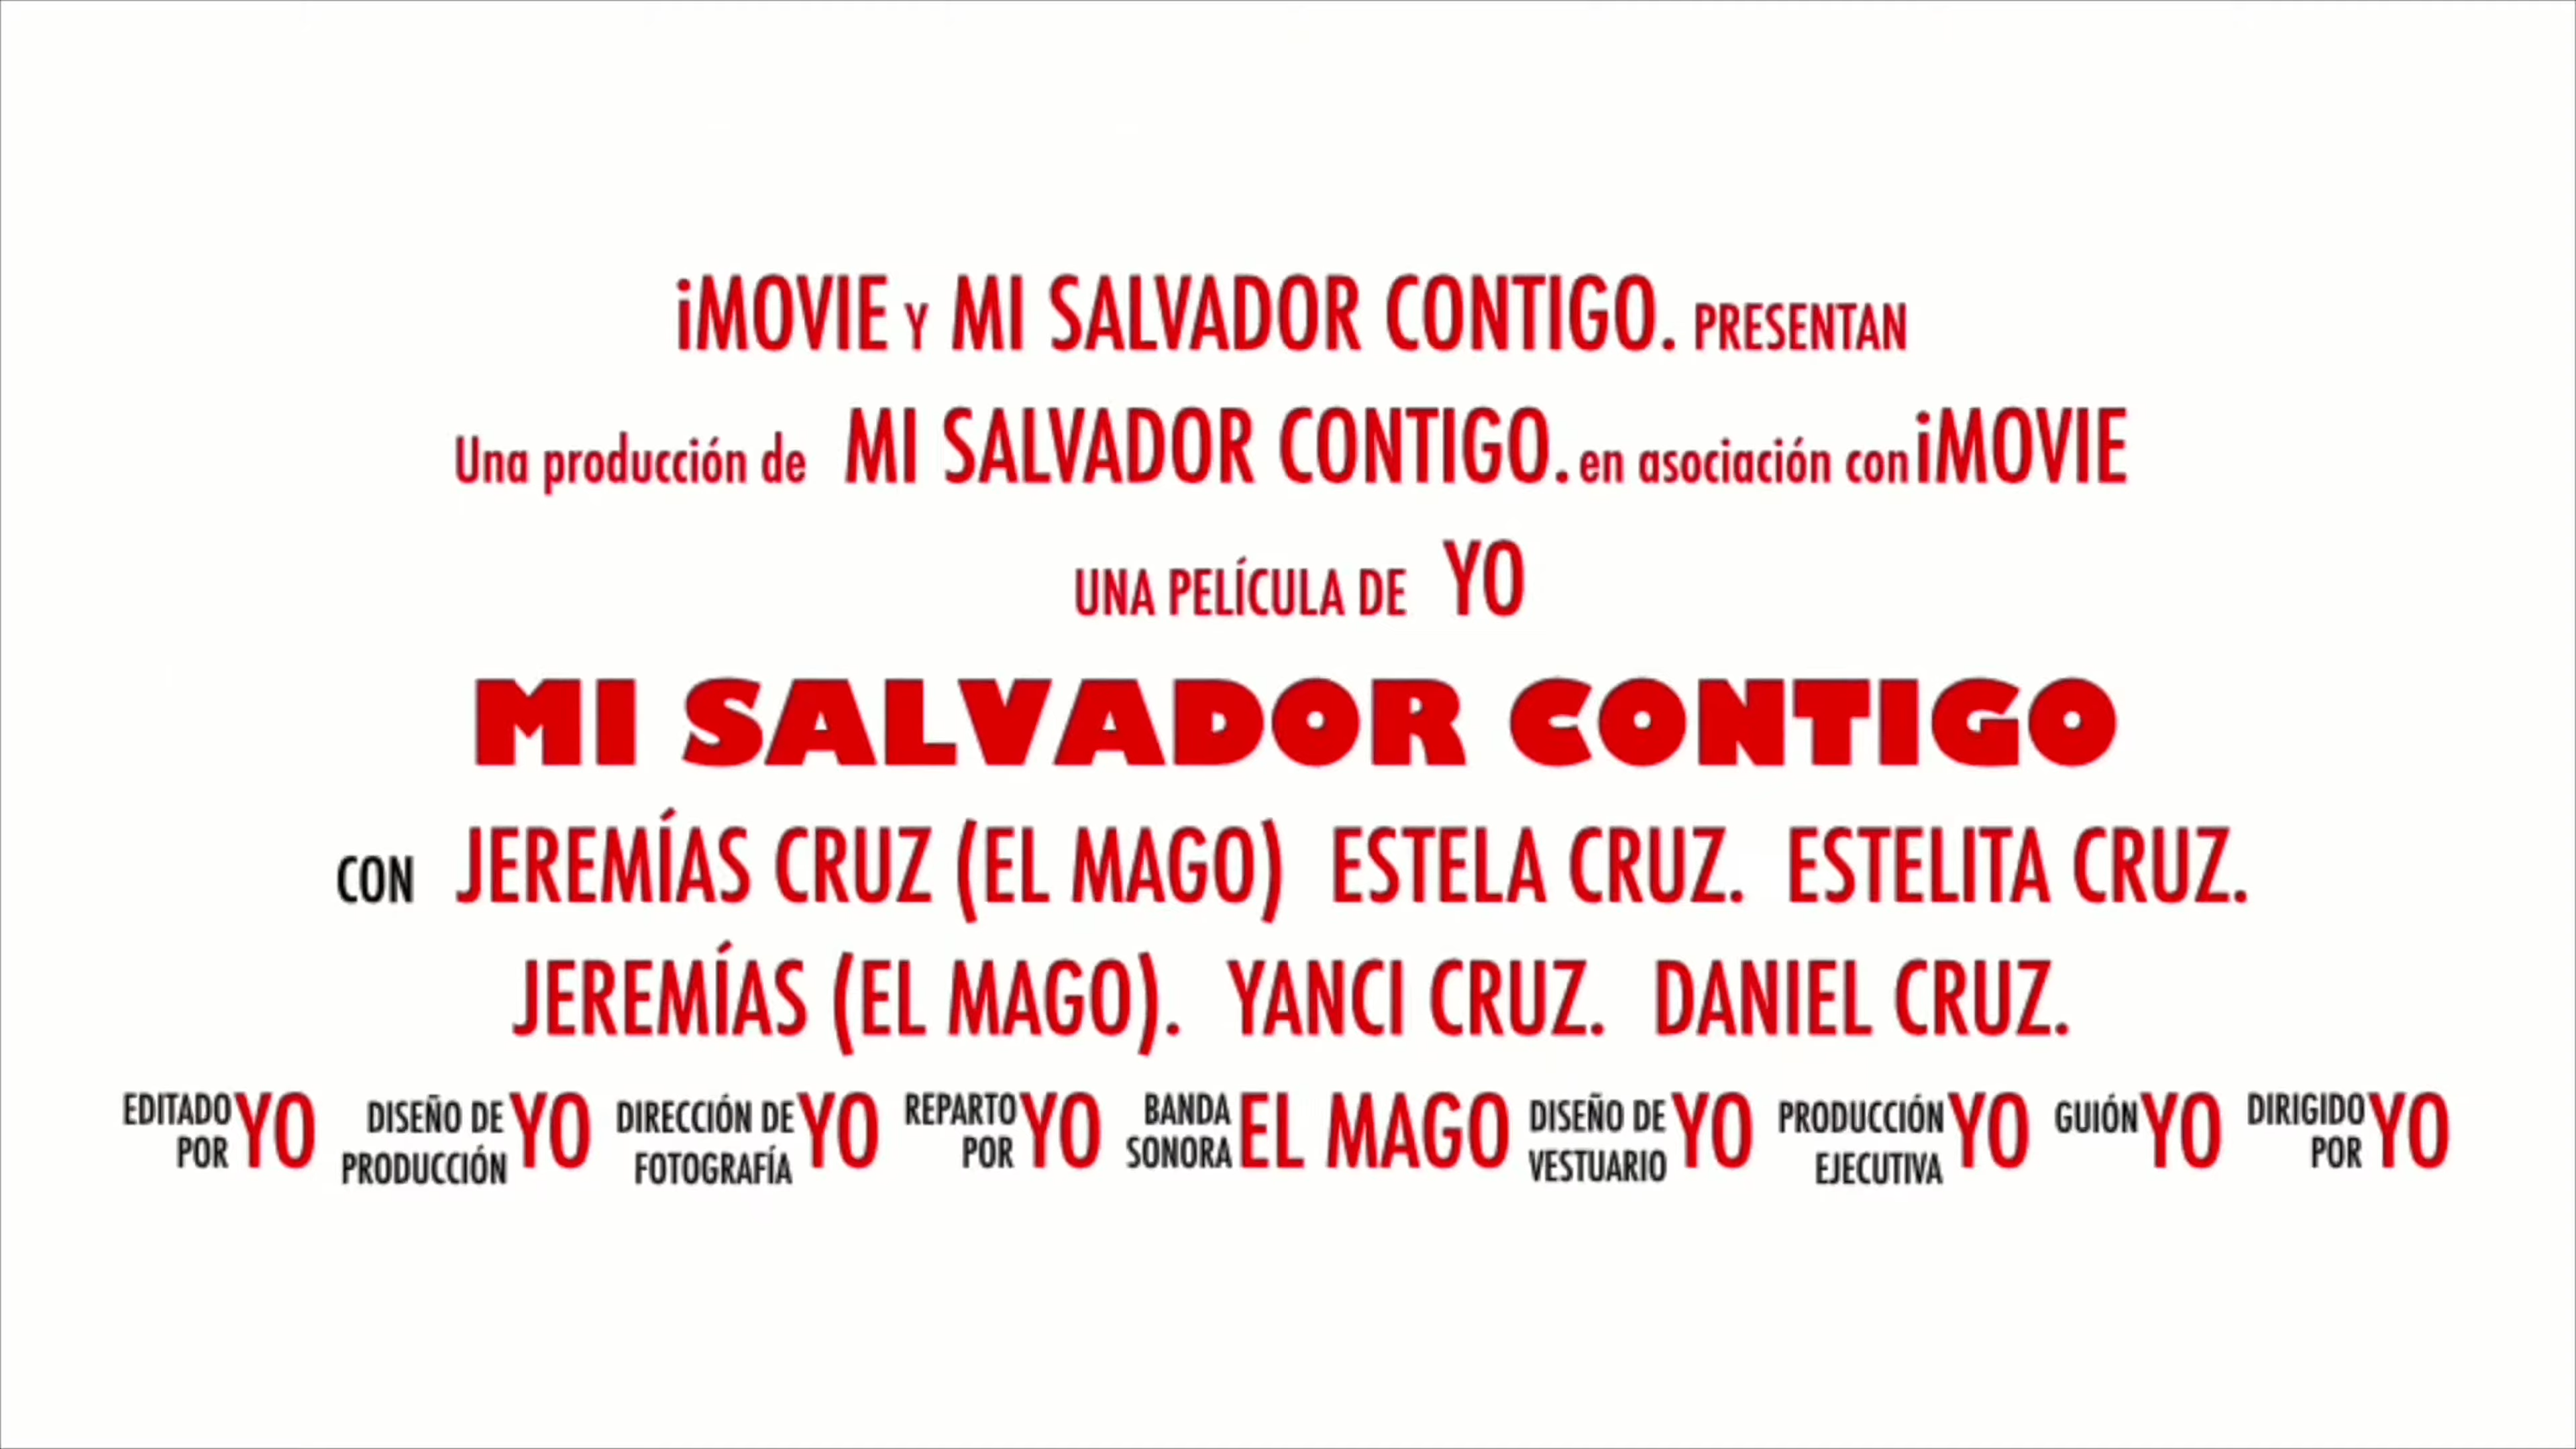 iMOVIE Y MI SALVADOR CONTIGO. PRESENTAN
Una producción de MI SALVADOR CONTIGO. en asociación con iMOVIE
UNA PELÍCULA DE YO
MI SALVADOR CONTIGO
CON JEREMÍAS CRUZ (EL MAGO) ESTELA CRUZ. ESTELITA CRUZ.
JEREMÍAS (EL MAGO). YANCI CRUZ. DANIEL CRUZ.
EDITADO POR YO DISEÑO DE PRODUCCIÓN YO DIRECCIÓN DE FOTOGRAFÍA YO REPARTO POR YO BANDA SONORA EL MAGO DISEÑO DE VESTUARIO YO PRODUCCIÓN EJECUTIVA YO GUIÓN YO DIRIGIDO POR YO